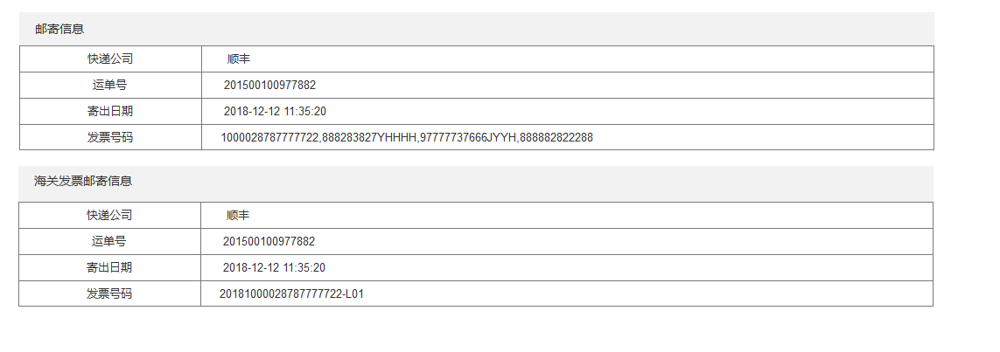 邮寄信息
快递公司 顺丰
运单号 201500100977882
寄出日期 2018-12-12 11:35:20
发票号码 1000028787777722,888283827YHHHH,97777737666JYYH,888882822288
海关发票邮寄信息
快递公司 顺丰
运单号 201500100977882
寄出日期 2018-12-12 11:35:20
发票号码 20181000028787777722-L01